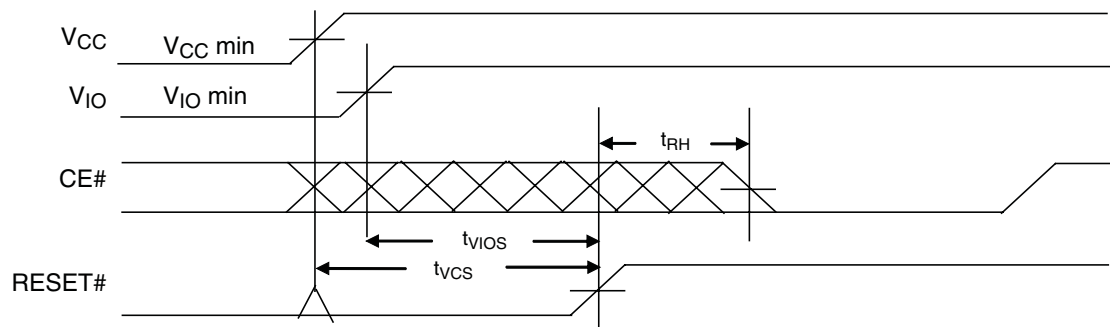 VCC VCC min
VIO VIO min
tRH
CE#
tVIOS
tVCS
RESET#